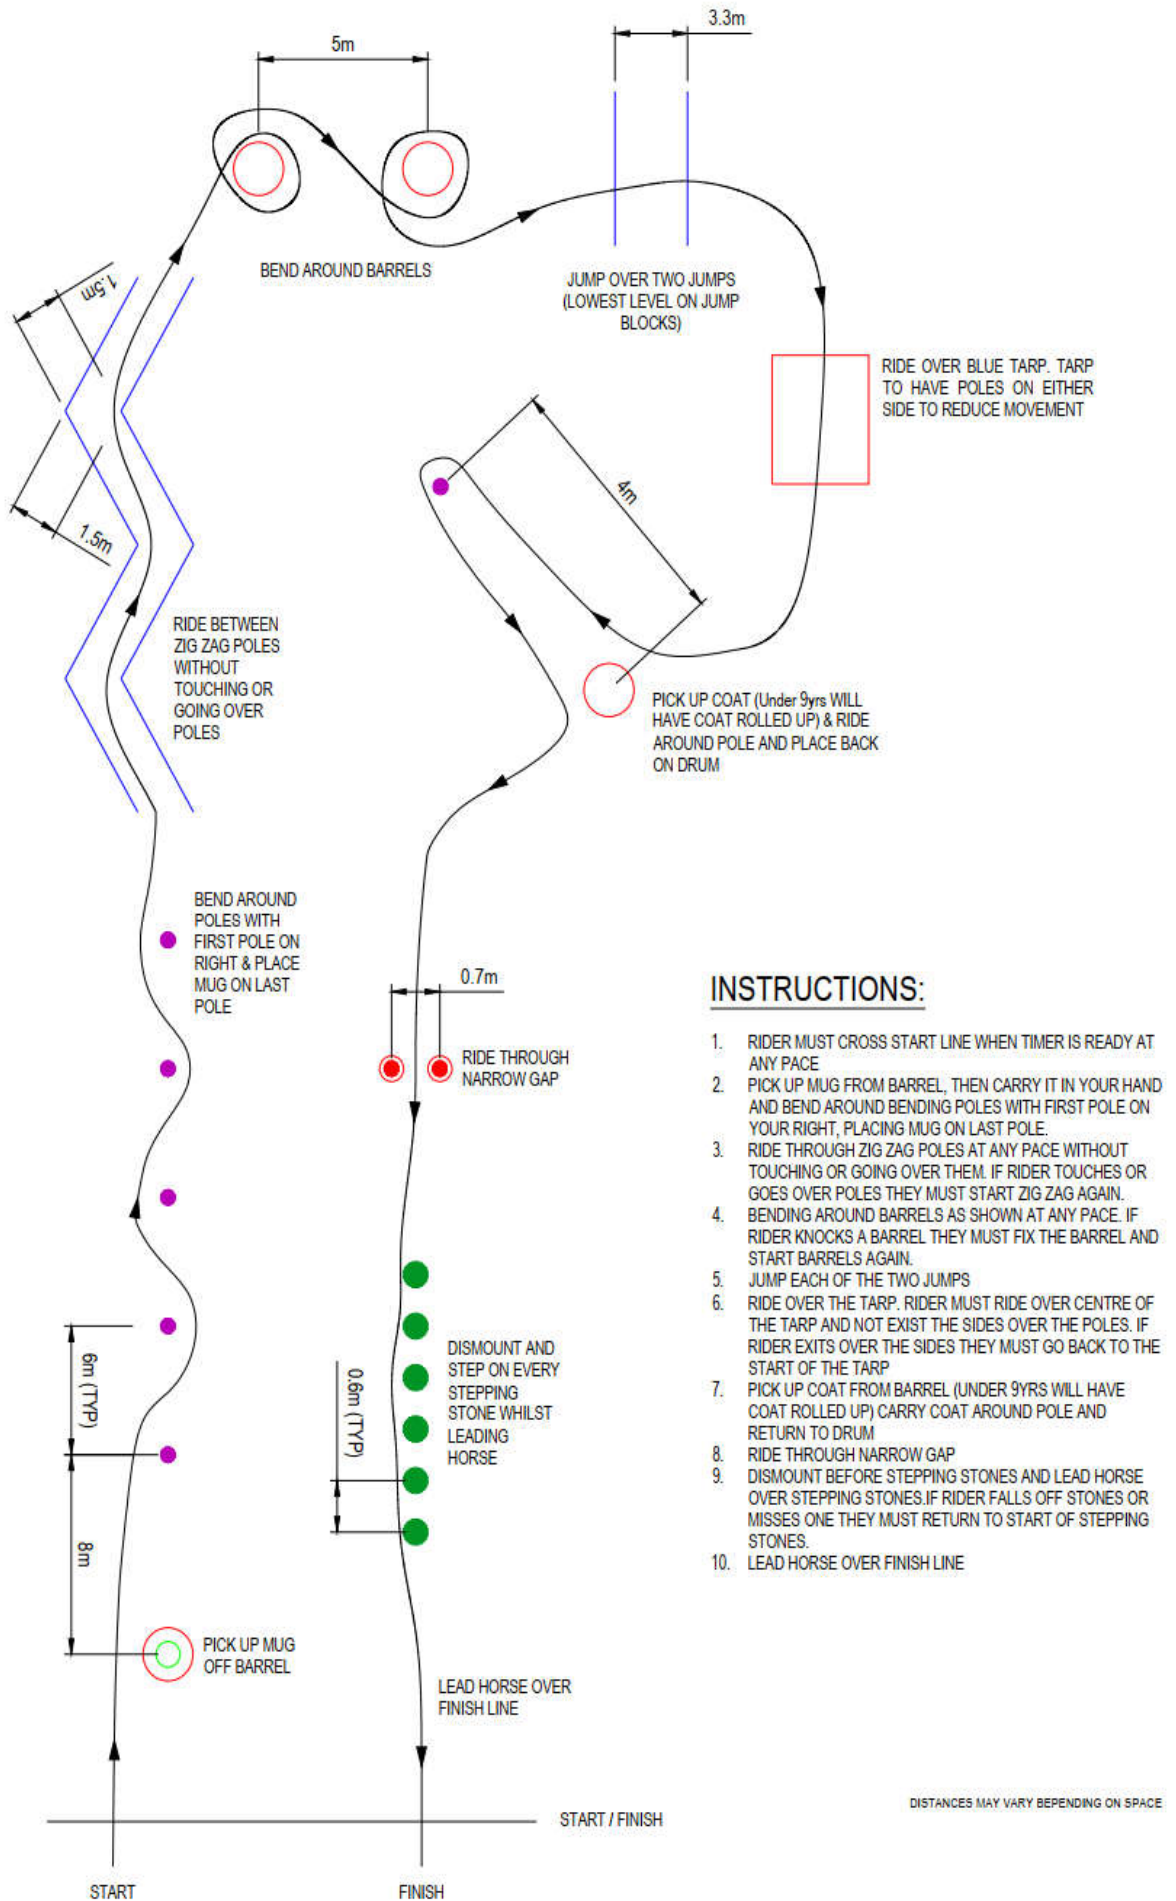 3.3m
5m
BEND AROUND BARRELS
1.5m
JUMP OVER TWO JUMPS
(LOWEST LEVEL ON JUMP
BLOCKS)
RIDE OVER BLUE TARP. TARP
TO HAVE POLES ON EITHER
SIDE TO REDUCE MOVEMENT
4m
1.5m
RIDE BETWEEN
ZIG ZAG POLES
WITHOUT
TOUCHING OR
GOING OVER
POLES
PICK UP COAT (Under 9yrs WILL
HAVE COAT ROLLED UP) & RIDE
AROUND POLE AND PLACE BACK
ON DRUM
BEND AROUND
POLES WITH
FIRST POLE ON
RIGHT & PLACE
MUG ON LAST
POLE
0.7m
RIDE THROUGH
NARROW GAP
INSTRUCTIONS:
1. RIDER MUST CROSS START LINE WHEN TIMER IS READY AT
ANY PACE
2. PICK UP MUG FROM BARREL, THEN CARRY IT IN YOUR HAND
AND BEND AROUND BENDING POLES WITH FIRST POLE ON
YOUR RIGHT, PLACING MUG ON LAST POLE.
3. RIDE THROUGH ZIG ZAG POLES AT ANY PACE WITHOUT
TOUCHING OR GOING OVER THEM. IF RIDER TOUCHES OR
GOES OVER POLES THEY MUST START ZIG ZAG AGAIN.
4. BENDING AROUND BARRELS AS SHOWN AT ANY PACE. IF
RIDER KNOCKS A BARREL THEY MUST FIX THE BARREL AND
START BARRELS AGAIN.
5. JUMP EACH OF THE TWO JUMPS
6. RIDE OVER THE TARP. RIDER MUST RIDE OVER CENTRE OF
THE TARP AND NOT EXIST THE SIDES OVER THE POLES. IF
RIDER EXITS OVER THE SIDES THEY MUST GO BACK TO THE
START OF THE TARP
7. PICK UP COAT FROM BARREL (UNDER 9YRS WILL HAVE
COAT ROLLED UP) CARRY COAT AROUND POLE AND
RETURN TO DRUM
8. RIDE THROUGH NARROW GAP
9. DISMOUNT BEFORE STEPPING STONES AND LEAD HORSE
OVER STEPPING STONES.IF RIDER FALLS OFF STONES OR
MISSES ONE THEY MUST RETURN TO START OF STEPPING
STONES.
10. LEAD HORSE OVER FINISH LINE
6m (TYP)
0.6m (TYP)
DISMOUNT AND
STEP ON EVERY
STEPPING
STONE WHILST
LEADING
HORSE
8m
PICK UP MUG
OFF BARREL
LEAD HORSE OVER
FINISH LINE
DISTANCES MAY VARY BEPENDING ON SPACE
START / FINISH
START
FINISH